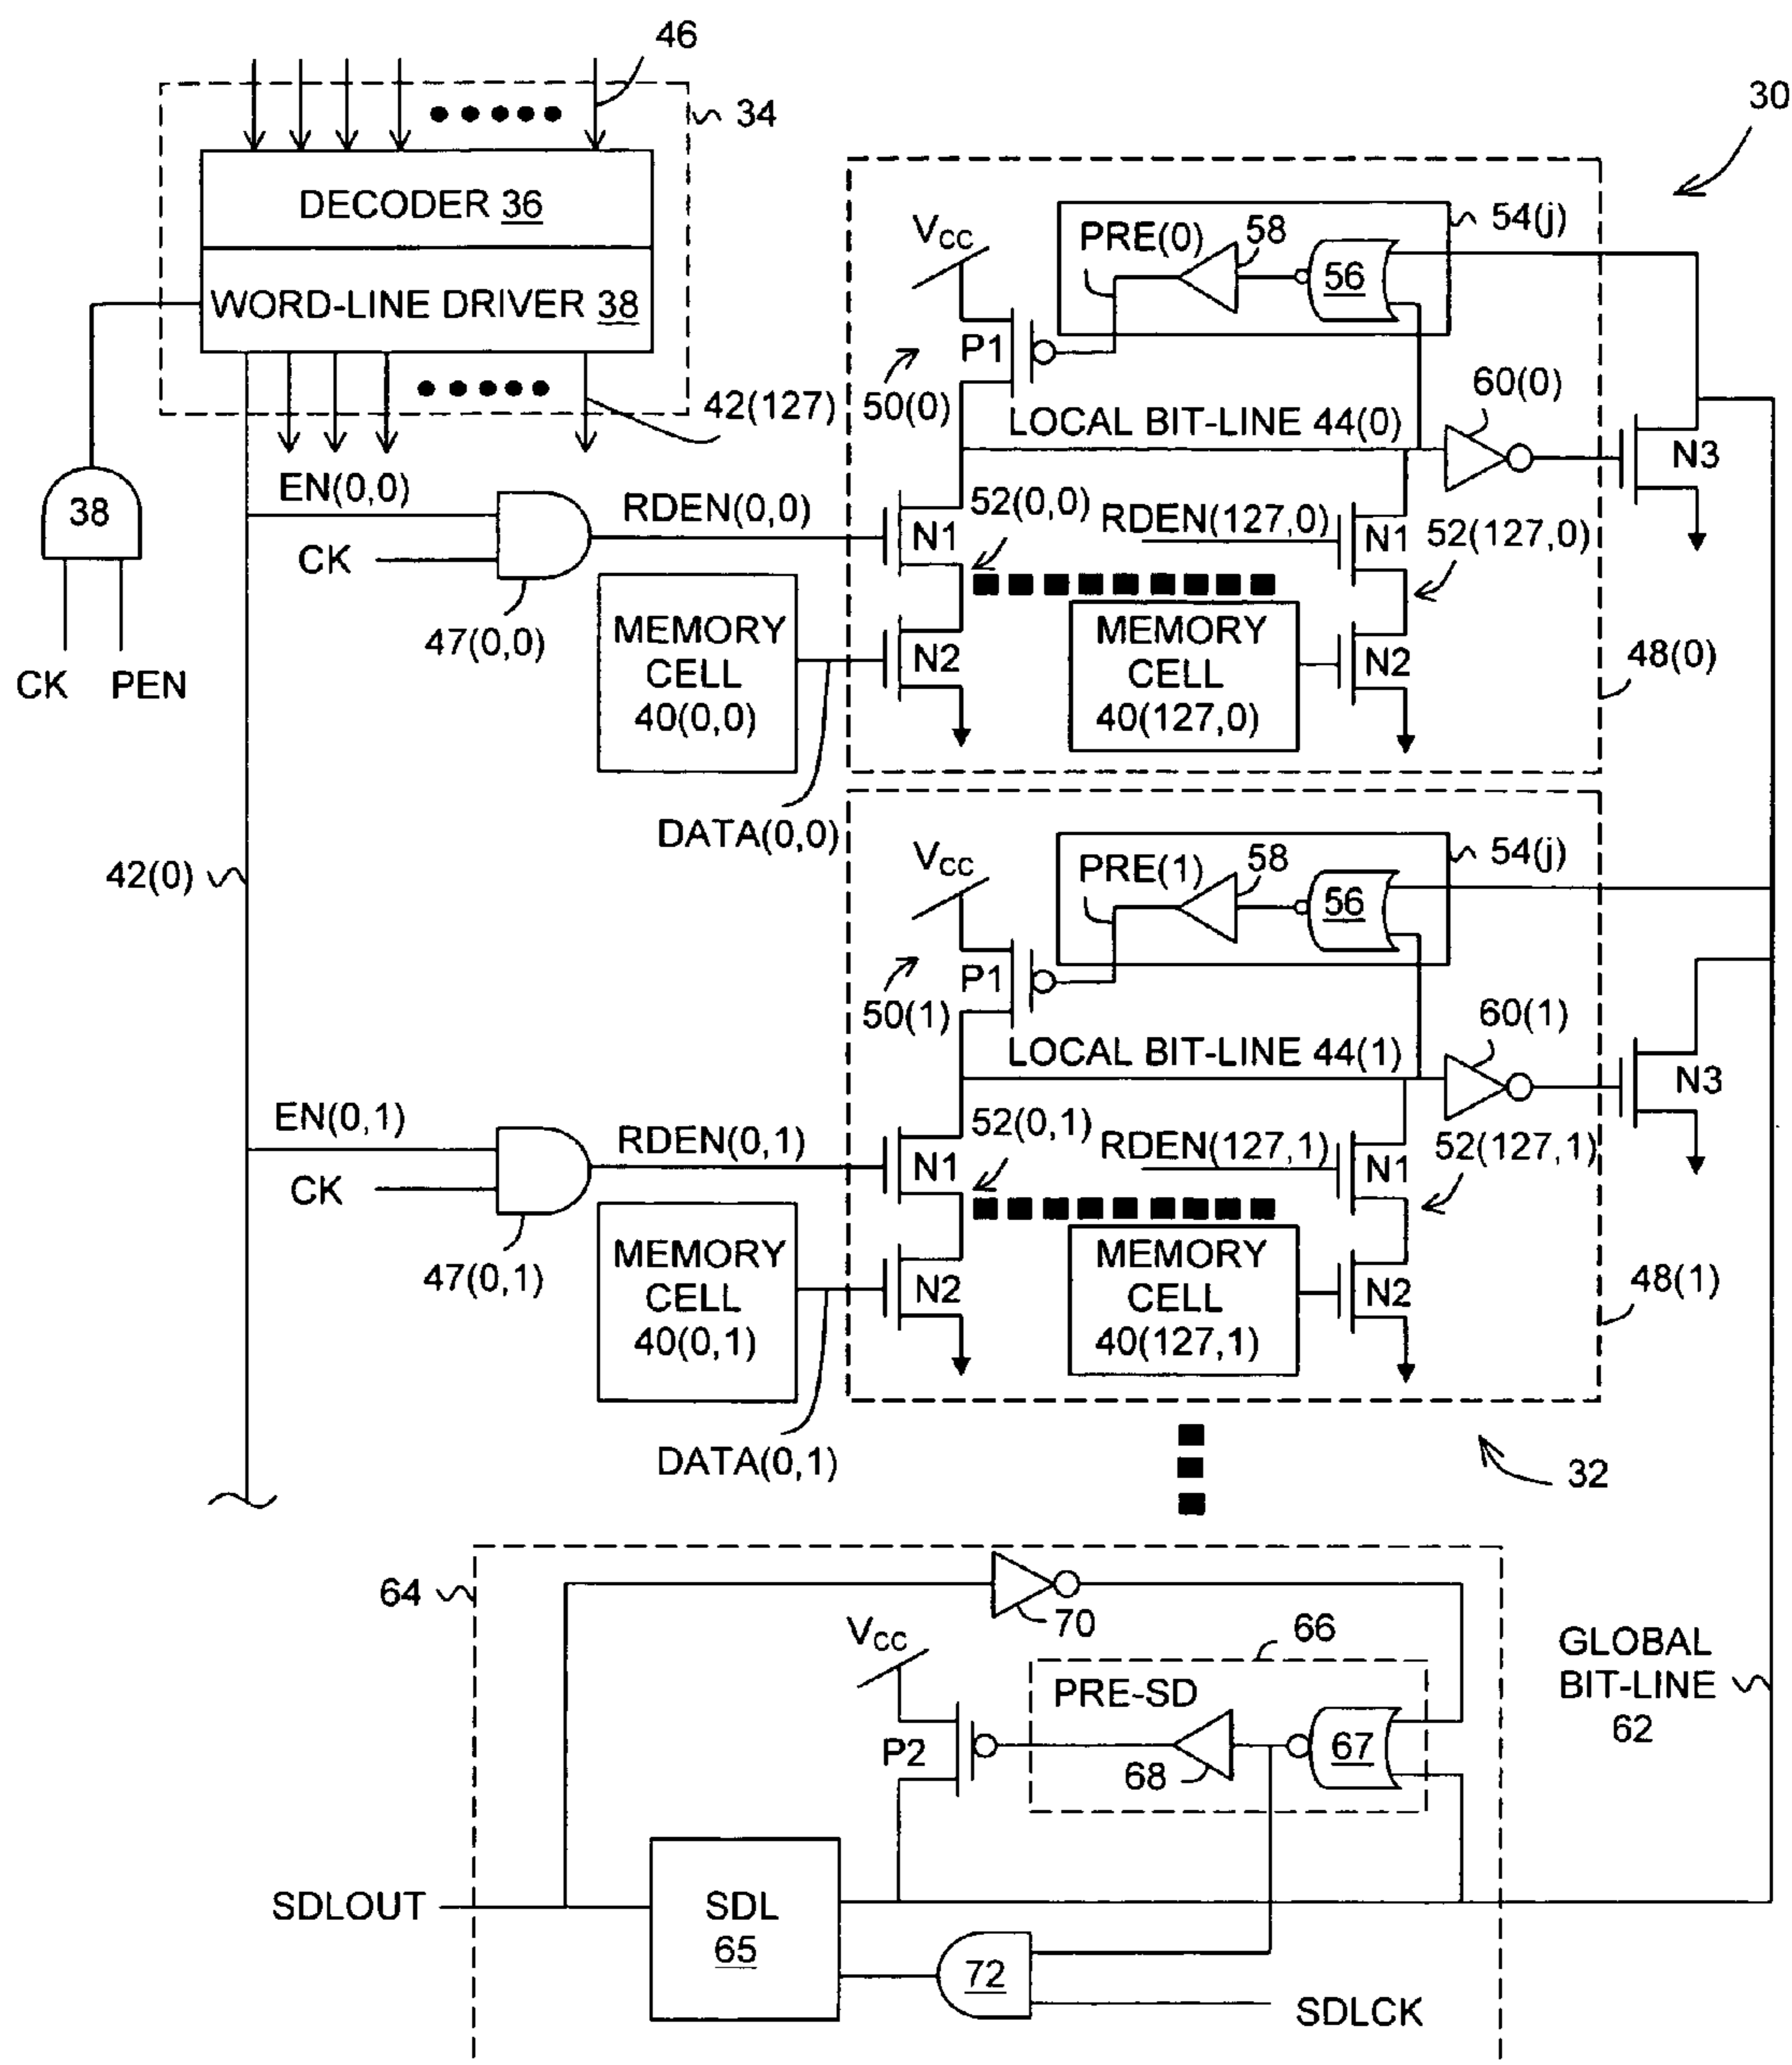 46
34
30
DECODER 36
WORD-LINE DRIVER 38
42(127)
38
CK PEN
EN(0,0)
CK
RDEN(0,0)
47(0,0)
MEMORY
CELL
40(0,0)
DATA(0,0)
VCC
PRE(0)
58
56
54(j)
P1
50(0)
LOCAL BIT-LINE 44(0)
60(0)
N3
52(0,0)
N1
RDEN(127,0)
N1
52(127,0)
N2
MEMORY
CELL
40(127,0)
N2
48(0)
42(0)
VCC
PRE(1)
58
56
54(j)
P1
50(1)
LOCAL BIT-LINE 44(1)
60(1)
N3
EN(0,1)
CK
RDEN(0,1)
47(0,1)
52(0,1)
N1
RDEN(127,1)
N1
52(127,1)
MEMORY
CELL
40(0,1)
N2
MEMORY
CELL
40(127,1)
N2
48(1)
DATA(0,1)
32
64
70
VCC
66
PRE-SD
P2
68
67
GLOBAL
BIT-LINE
62
SDLOUT
SDL
65
72
SDLCK